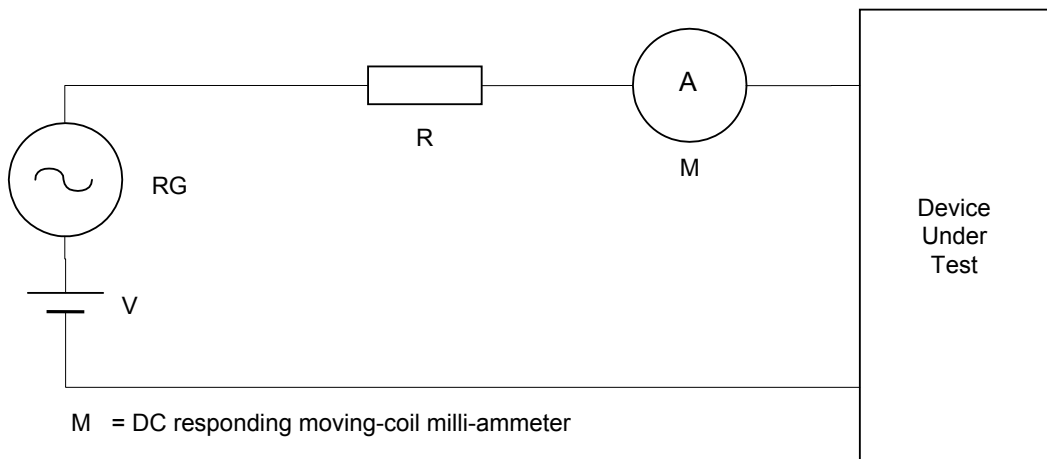 A
R
M
RG
V
Device
Under
Test
M = DC responding moving-coil milli-ammeter